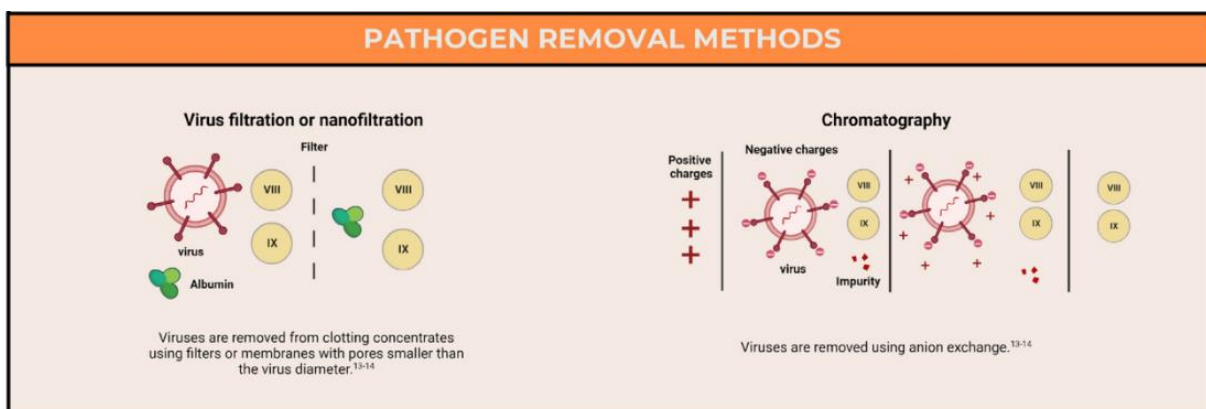 PATHOGEN REMOVAL METHODS
Virus filtration or nanofiltration
Filter
VIII
VIII
IX
IX
virus
Albumin
Viruses are removed from clotting concentrates
using filters or membranes with pores smaller than
the virus diameter.13-14
Chromatography
Positive
charges
+
+
+
Negative charges
VIII
IX
virus
Impurity
+
+
+
+
+
+
VIII
IX
VIII
IX
Viruses are removed using anion exchange.13-14